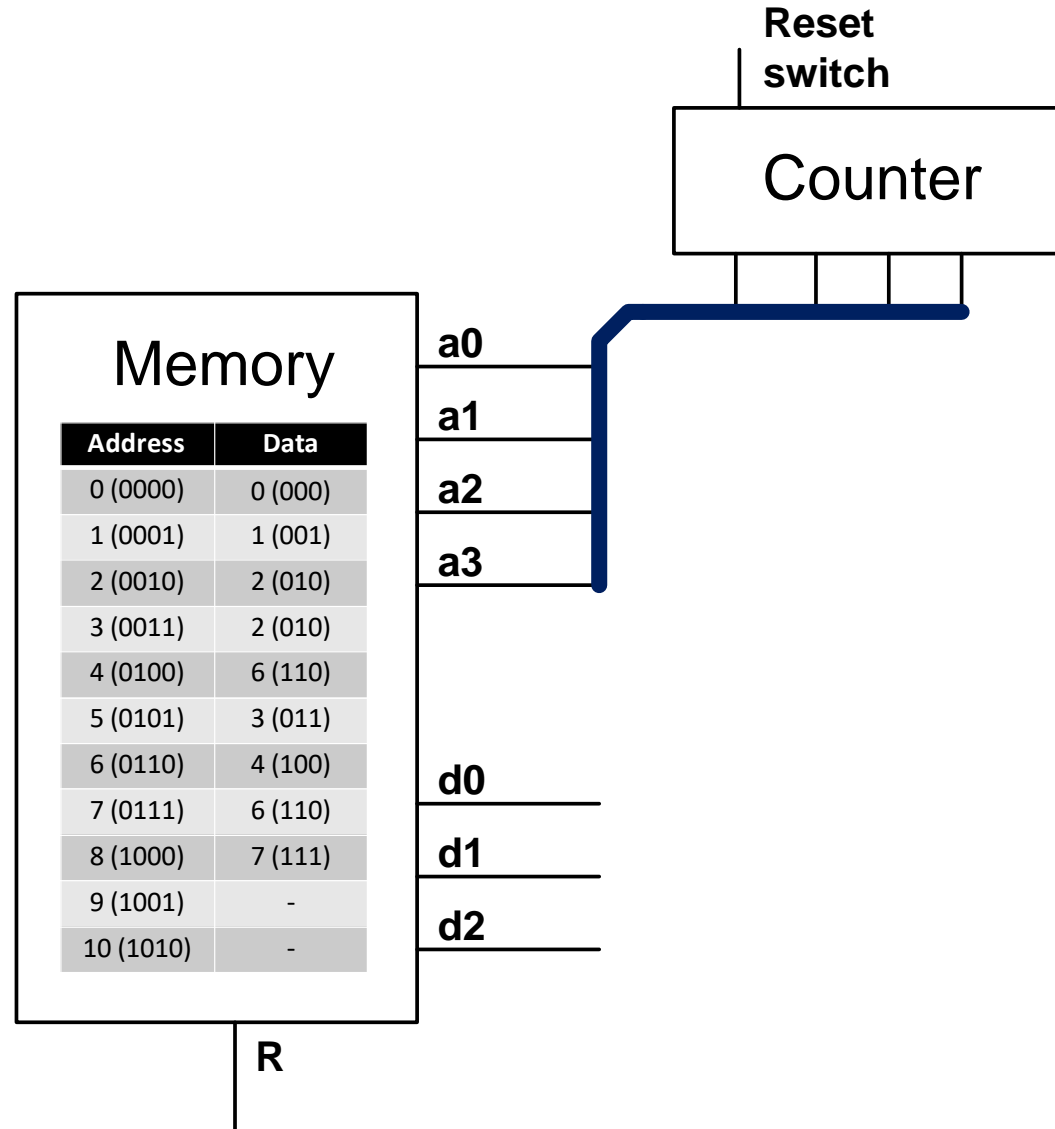 Reset
switch
Counter
Memory
a0
a1
a2
a3
Address Data
0 (0000) 0 (000)
1 (0001) 1 (001)
2 (0010) 2 (010)
3 (0011) 2 (010)
4 (0100) 6 (110)
5 (0101) 3 (011)
6 (0110) 4 (100)
7 (0111) 6 (110)
8 (1000) 7 (111)
9 (1001) -
10 (1010) -
d0
d1
d2
R